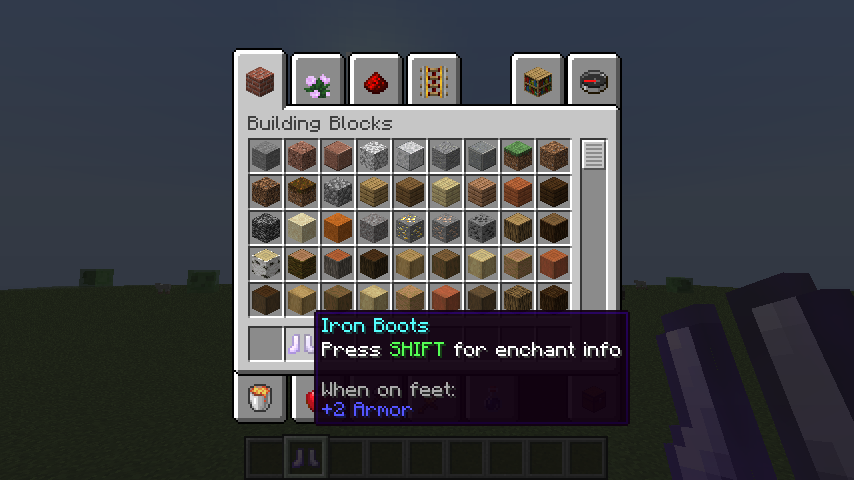 Building Blocks
Iron Boots
Press SHIFT for enchant info
When on feet:
+2 Armor